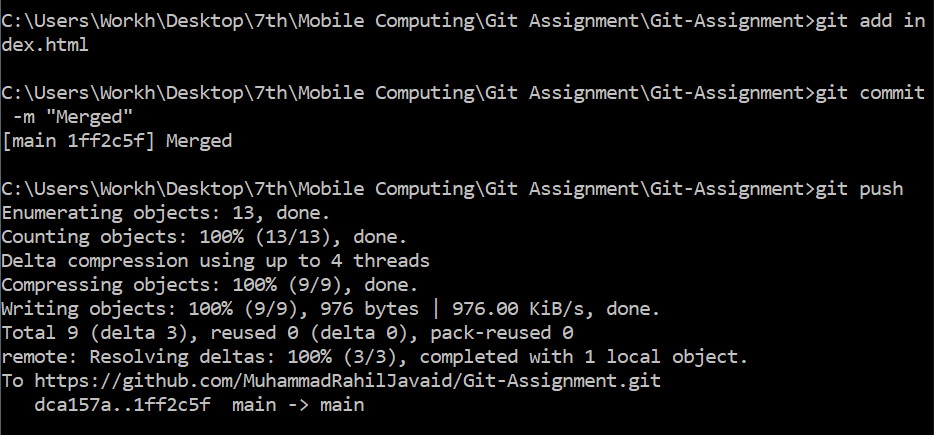 C:\Users\Workh\Desktop\7th\Mobile Computing\Git Assignment\Git-Assignment>git add in
dex.html
C:\Users\Workh\Desktop\7th\Mobile Computing\Git Assignment\Git-Assignment>git commit
 -m "Merged"
[main 1ff2c5f] Merged
C:\Users\Workh\Desktop\7th\Mobile Computing\Git Assignment\Git-Assignment>git push
Enumerating objects: 13, done.
Counting objects: 100% (13/13), done.
Delta compression using up to 4 threads
Compressing objects: 100% (9/9), done.
Writing objects: 100% (9/9), 976 bytes | 976.00 KiB/s, done.
Total 9 (delta 3), reused 0 (delta 0), pack-reused 0
remote: Resolving deltas: 100% (3/3), completed with 1 local object.
To https://github.com/MuhammadRahilJavaid/Git-Assignment.git
   dca157a..1ff2c5f  main -> main